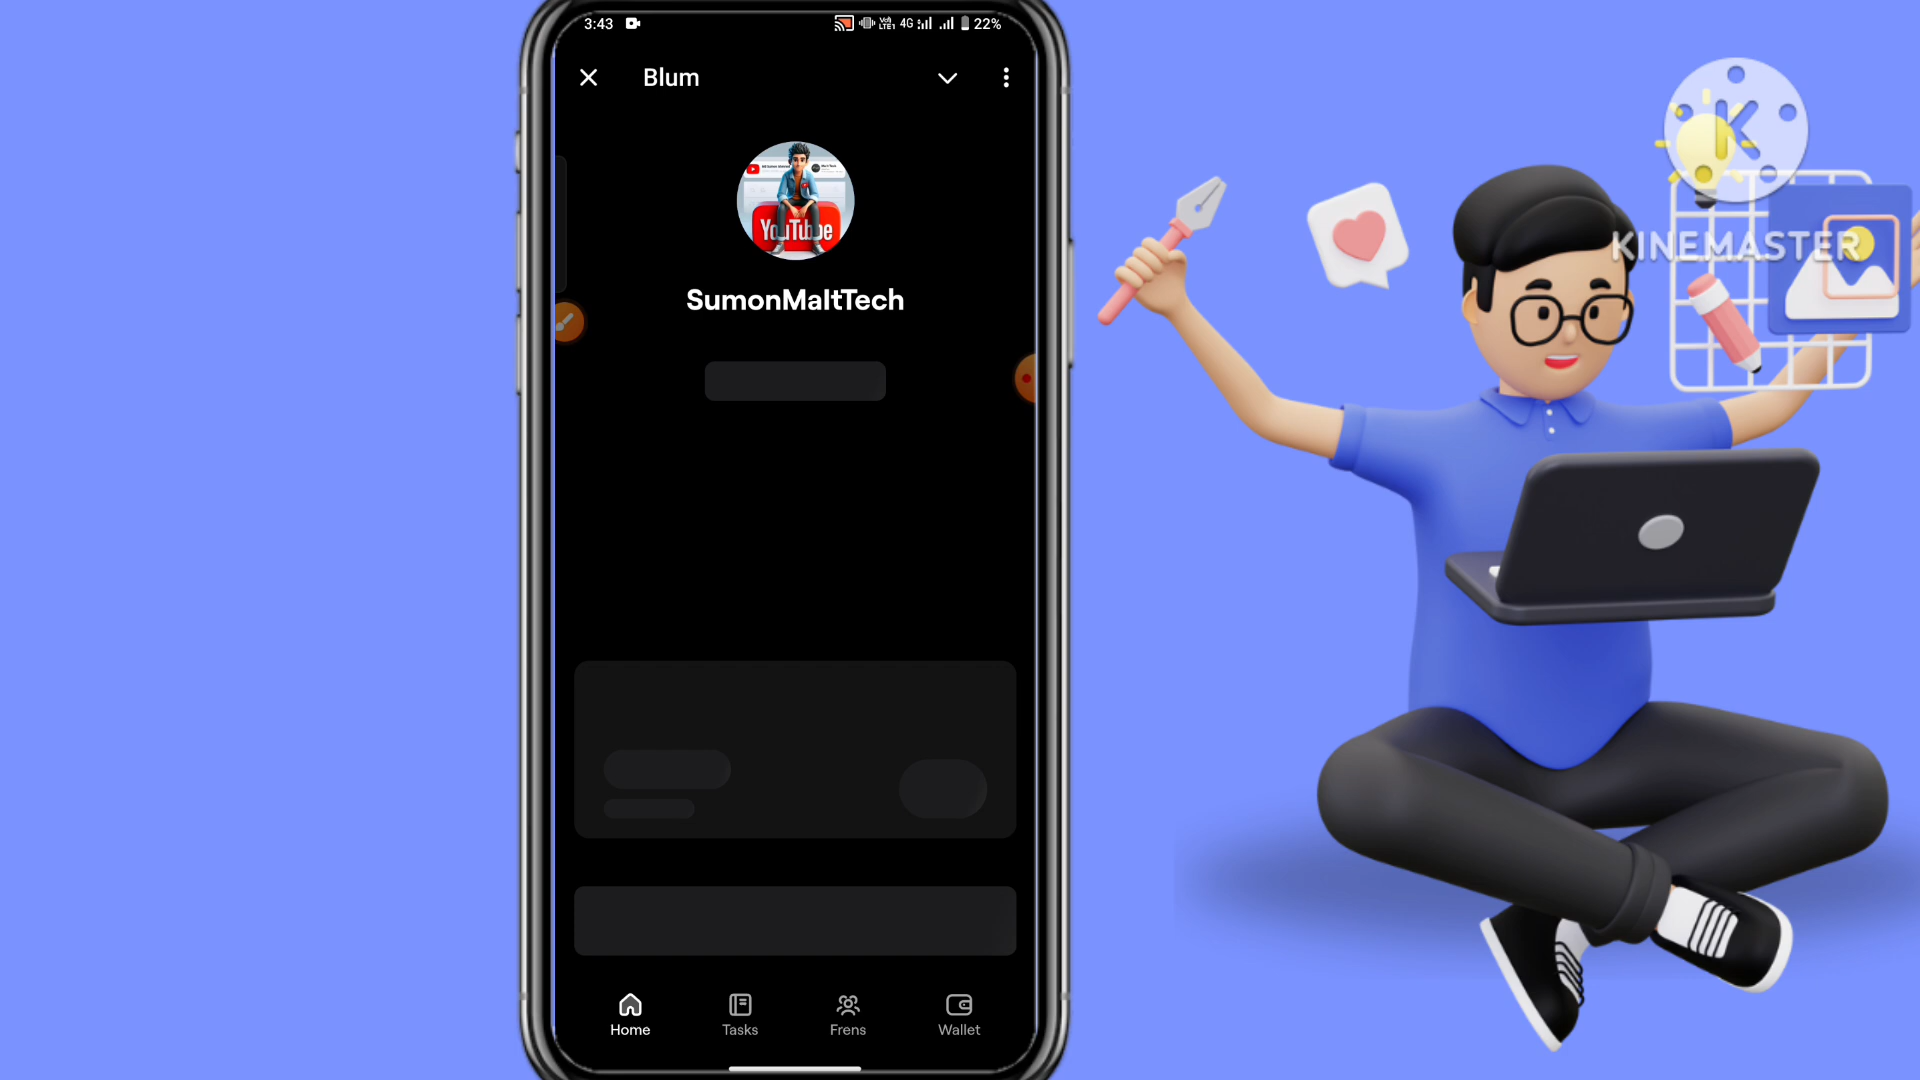 3:43
4G
22%
Blum
YouTube
SumonMaltTech
Home
Tasks
Frens
Wallet
K
KINEMASTER